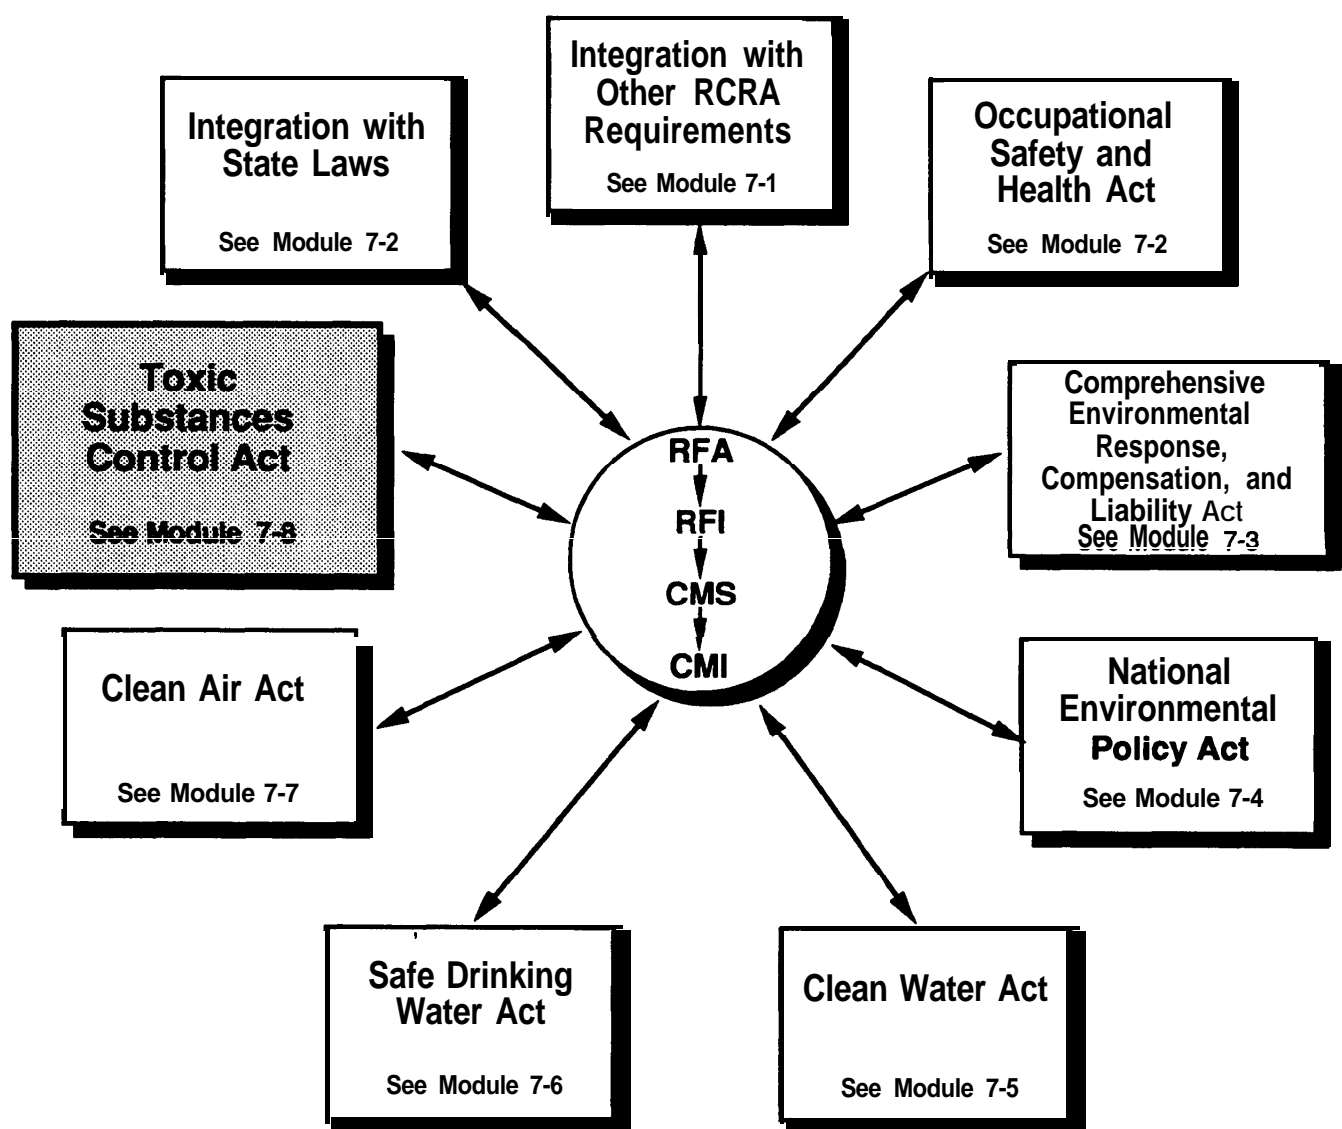 Integration with
Other RCRA
Requirements
See Module 7-1
Integration with
State Laws
See Module 7-2
Occupational
Safety and
Health Act
See Module 7-2
Toxic
Substances
Control Act
See Module 7-8
Comprehensive
Environmental
Response,
Compensation, and
Liability Act
See Module 7-3
RFA
RFI
CMS
CMI
Clean Air Act
See Module 7-7
National
Environmental
Policy Act
See Module 7-4
Safe Drinking
Water Act
See Module 7-6
Clean Water Act
See Module 7-5